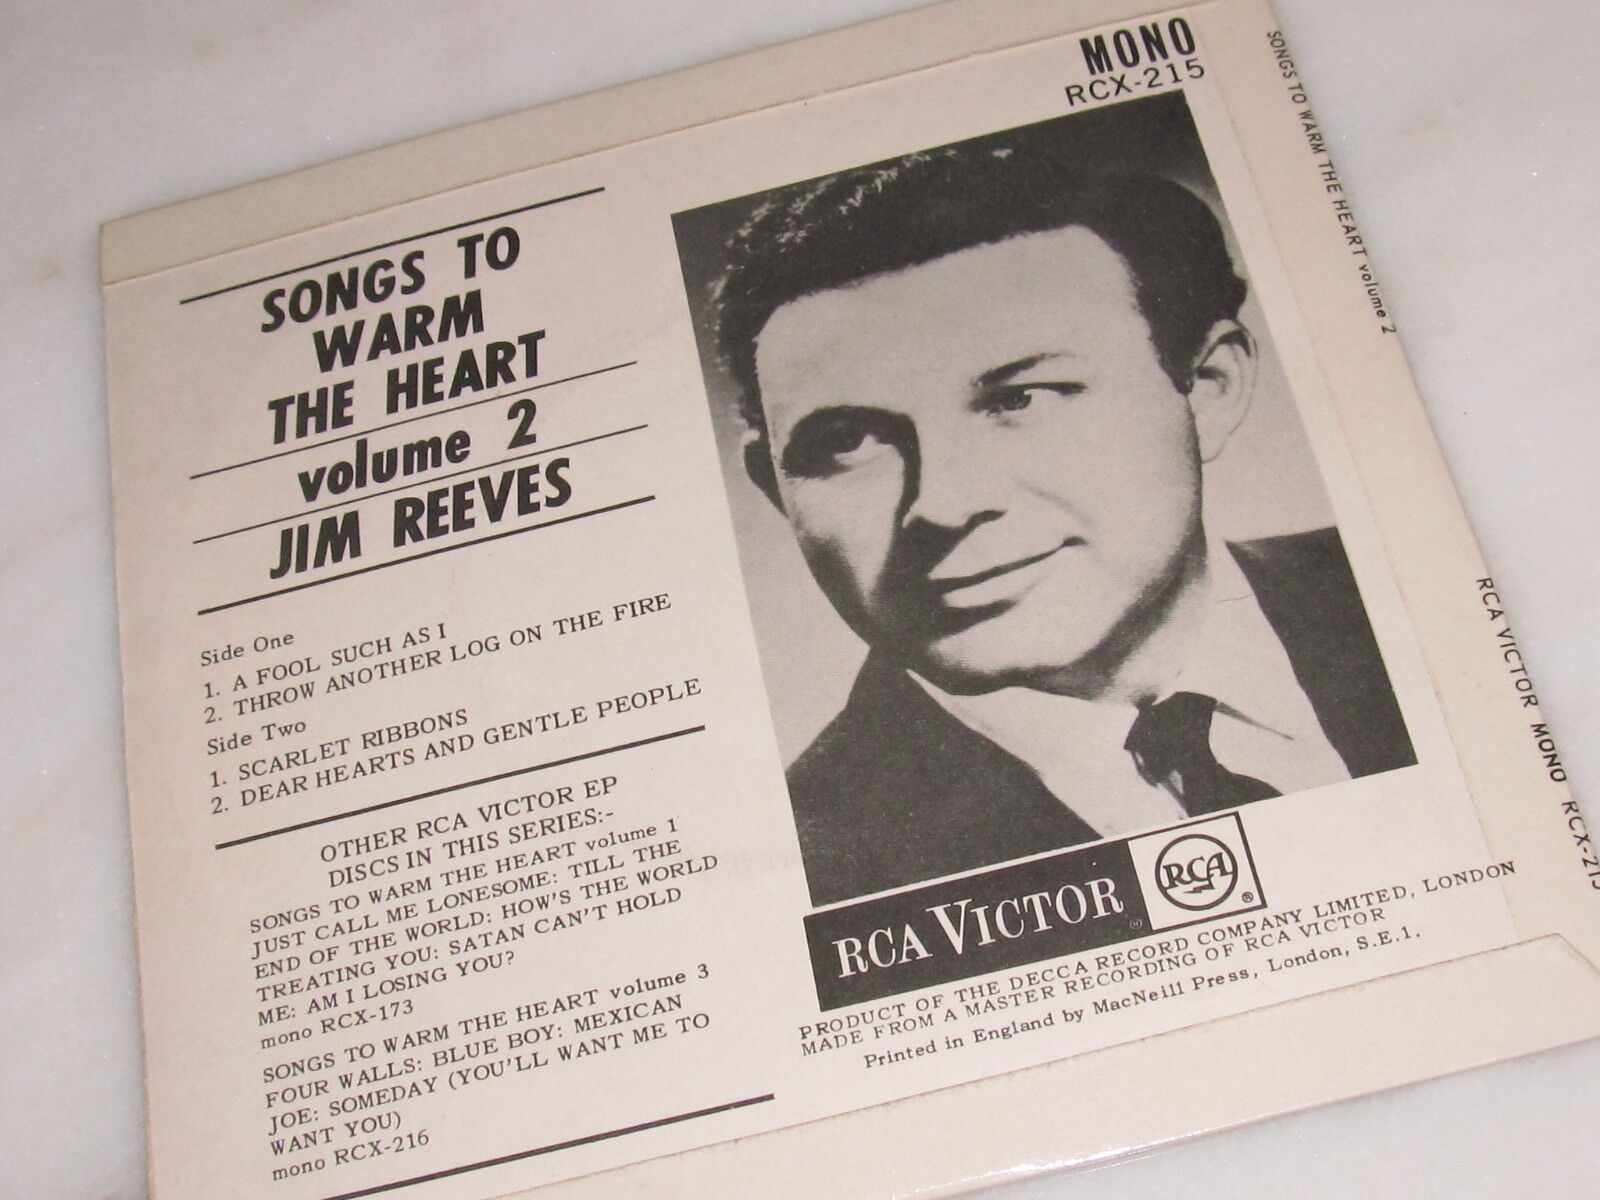 MONO
RCX-215
SONGS TO
WARM
THE HEART
volume 2
JIM REEVES
Side One
1. A FOOL SUCH AS I
2. THROW ANOTHER LOG ON THE FIRE
Side Two
1. SCARLET RIBBONS
2. DEAR HEARTS AND GENTLE PEOPLE
OTHER RCA VICTOR EP
DISCS IN THIS SERIES:-
SONGS TO WARM THE HEART volume 1
JUST CALL ME LONESOME: TILL THE
END OF THE WORLD: HOW'S THE WORLD
TREATING YOU: SATAN CAN'T HOLD
ME: AM I LOSING YOU?
mono RCX-173
SONGS TO WARM THE HEART volume 3
FOUR WALLS: BLUE BOY: MEXICAN
JOE: SOMEDAY (YOU'LL WANT ME TO
WANT YOU)
mono RCX-216
RCA VICTOR
RCA ®
PRODUCT OF THE DECCA RECORD COMPANY LIMITED, LONDON
MADE FROM A MASTER RECORDING OF RCA VICTOR
Printed in England by MacNeill Press, London, S.E.1.
SONGS TO WARM THE HEART volume 2
RCA VICTOR MONO RCX-215